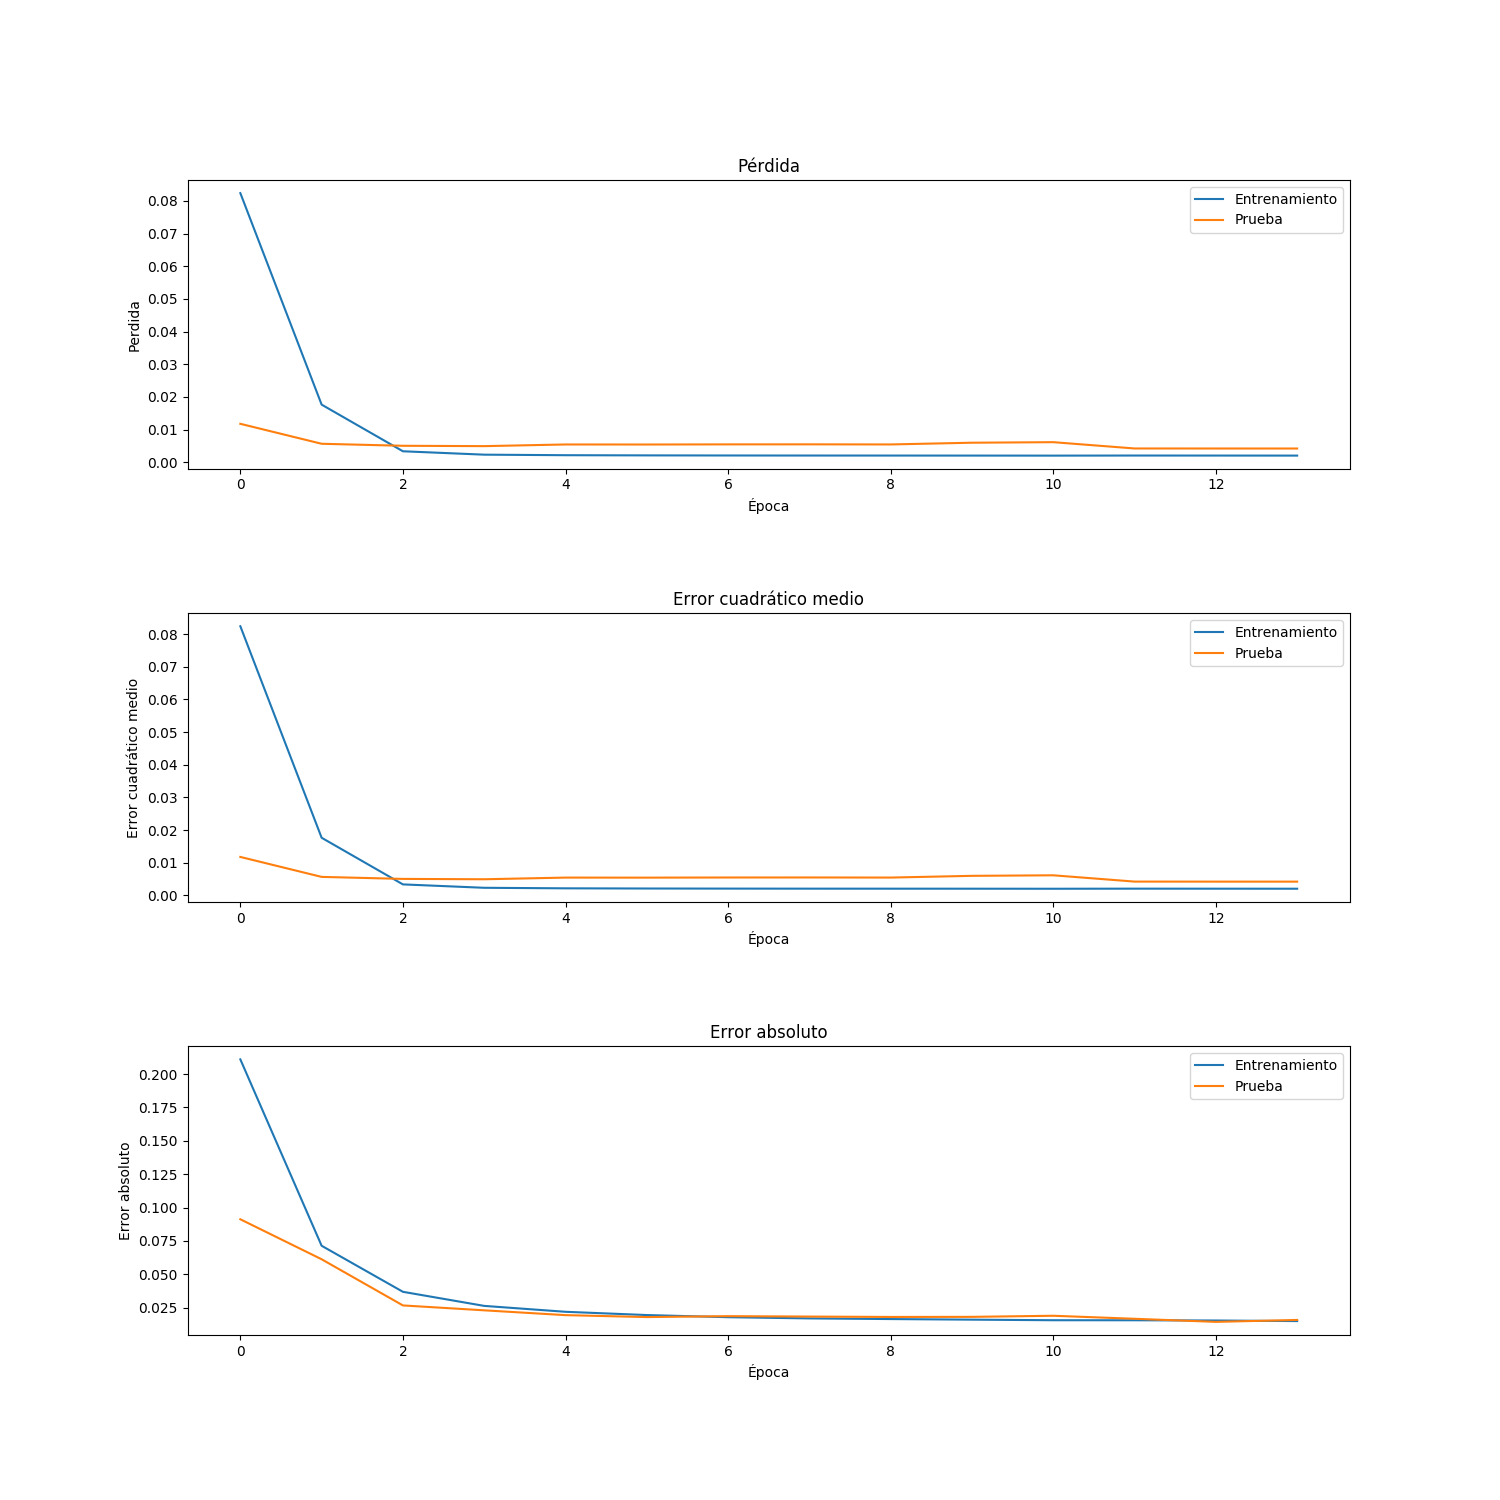 Pérdida
Entrenamiento
Prueba
0.08
0.07
0.06
0.05
0.04
0.03
0.02
0.01
0.00
Perdida
0 2 4 6 8 10 12
Época
Error cuadrático medio
Entrenamiento
Prueba
0.08
0.07
0.06
0.05
0.04
0.03
0.02
0.01
0.00
Error cuadrático medio
0 2 4 6 8 10 12
Época
Error absoluto
Entrenamiento
Prueba
0.200
0.175
0.150
0.125
0.100
0.075
0.050
0.025
Error absoluto
0 2 4 6 8 10 12
Época